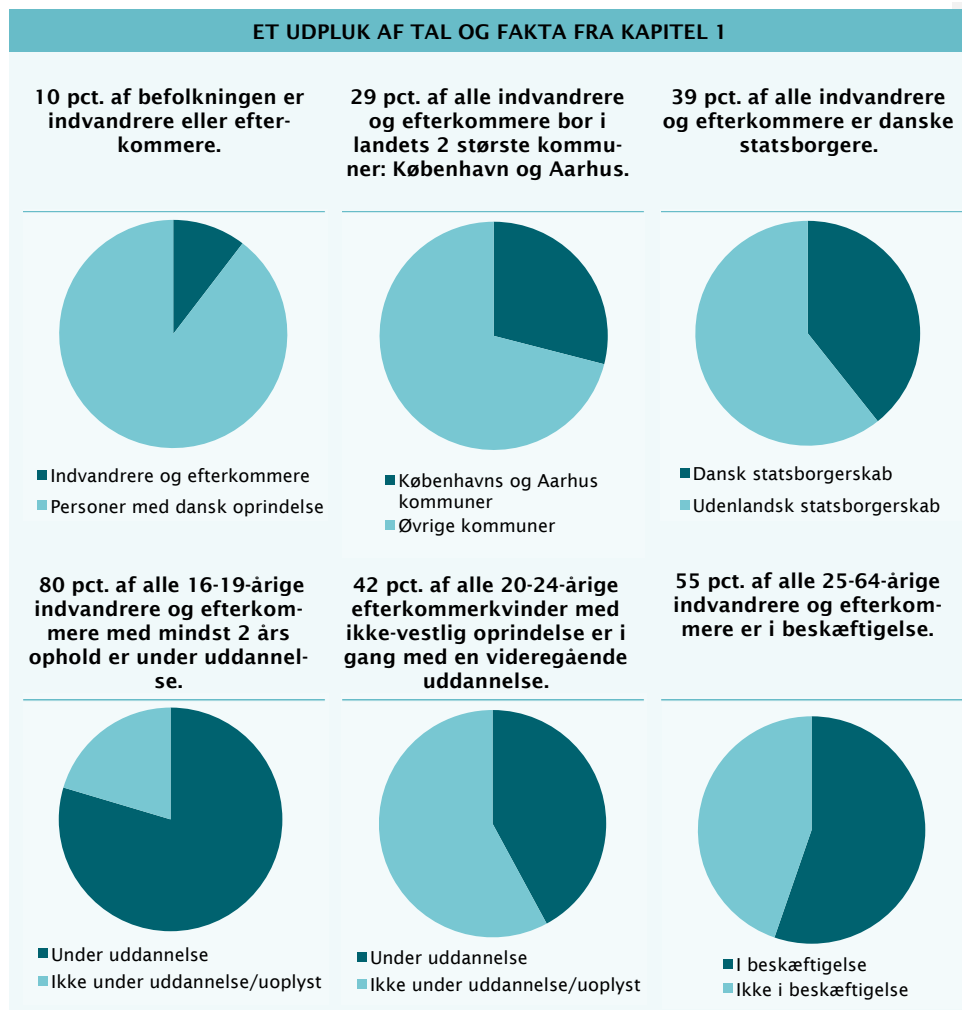 ET UDPLUK AF TAL OG FAKTA FRA KAPITEL 1
10 pct. af befolkningen er
indvandrere eller efter-
kommere.
29 pct. af alle indvandrere
og efterkommere bor i
landets 2 største kommu-
ner: København og Aarhus.
39 pct. af alle indvandrere
og efterkommere er danske
statsborgere.
Indvandrere og efterkommere
Personer med dansk oprindelse
Københavns og Aarhus
kommuner
Øvrige kommuner
Dansk statsborgerskab
Udenlandsk statsborgerskab
80 pct. af alle 16-19-årige
indvandrere og efterkom-
mere med mindst 2 års
ophold er under uddannel-
se.
42 pct. af alle 20-24-årige
efterkommerkvinder med
ikke-vestlig oprindelse er i
gang med en videregående
uddannelse.
55 pct. af alle 25-64-årige
indvandrere og efterkom-
mere er i beskæftigelse.
Under uddannelse
Ikke under uddannelse/uoplyst
Under uddannelse
Ikke under uddannelse/uoplyst
I beskæftigelse
Ikke i beskæftigelse